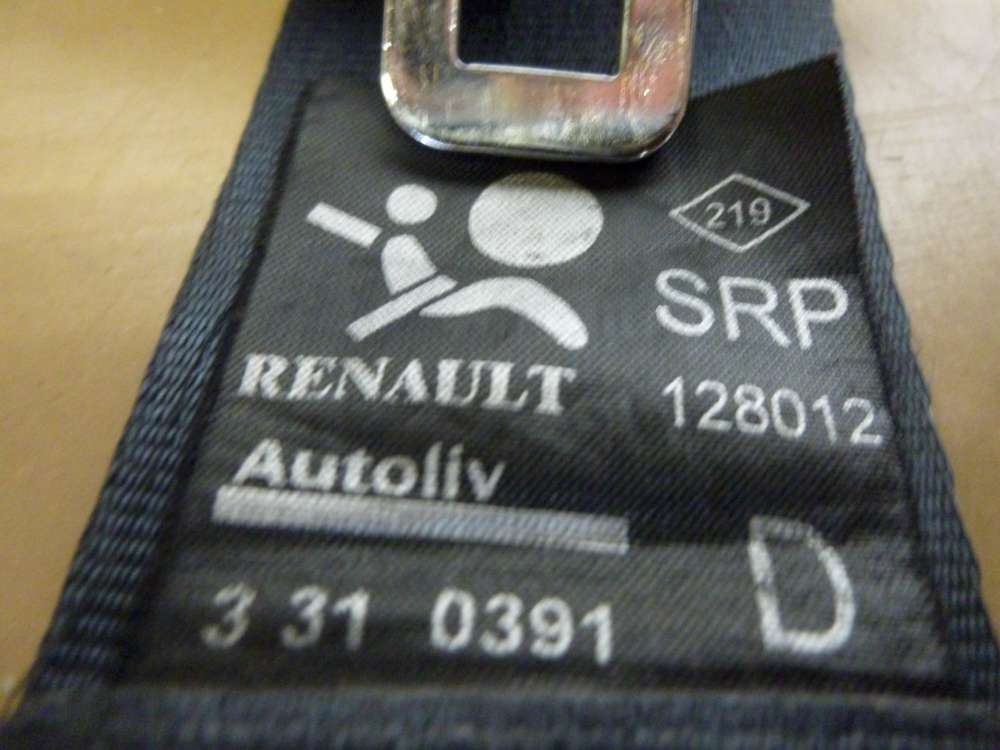 219
SRP
RENAULT
128012
Autoliv
D
3 31 0391